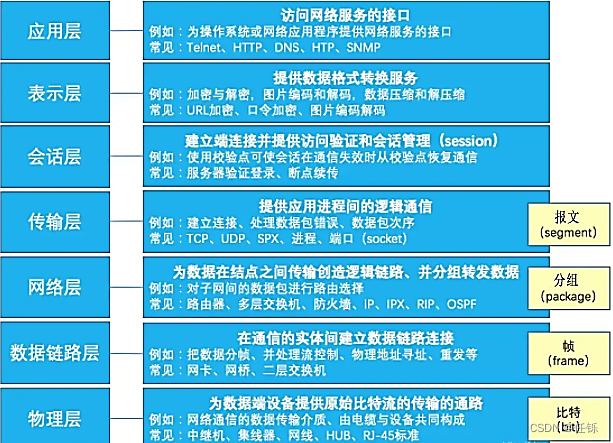 应用层
访问网络服务的接口
例如：为操作系统或网络应用程序提供网络服务的接口
常见：Telnet、HTTP、DNS、HTP、SNMP
表示层
提供数据格式转换服务
例如：加密与解密，图片编码和解码，数据压缩和解压缩
常见：URL加密、口令加密、图片编码解码
会话层
建立端连接并提供访问验证和会话管理（session）
例如：使用校验点可使会话在通信失效时从校验点恢复通信
常见：服务器验证登录、断点续传
传输层
提供应用进程间的逻辑通信
例如：建立连接、处理数据包错误、数据包次序
常见：TCP、UDP、SPX、进程、端口（socket）
报文
（segment）
网络层
为数据在结点之间传输创造逻辑链路、并分组转发数据
例如：对子网间的数据包进行路由选择
常见：路由器、多层交换机、防火墙、IP、IPX、RIP、OSPF
分组
（package）
数据链路层
在通信的实体间建立数据链路连接
例如：把数据分帧、并处理流控制、物理地址寻址、重发等
常见：网卡、网桥、二层交换机
帧
（frame）
物理层
为数据端设备提供原始比特流的传输的通路
例如：网络通信的数据传输介质、由电缆与设备共同构成
常见：中继机、集线器、网线、HUB、RJ-45标准
比特
（bit）